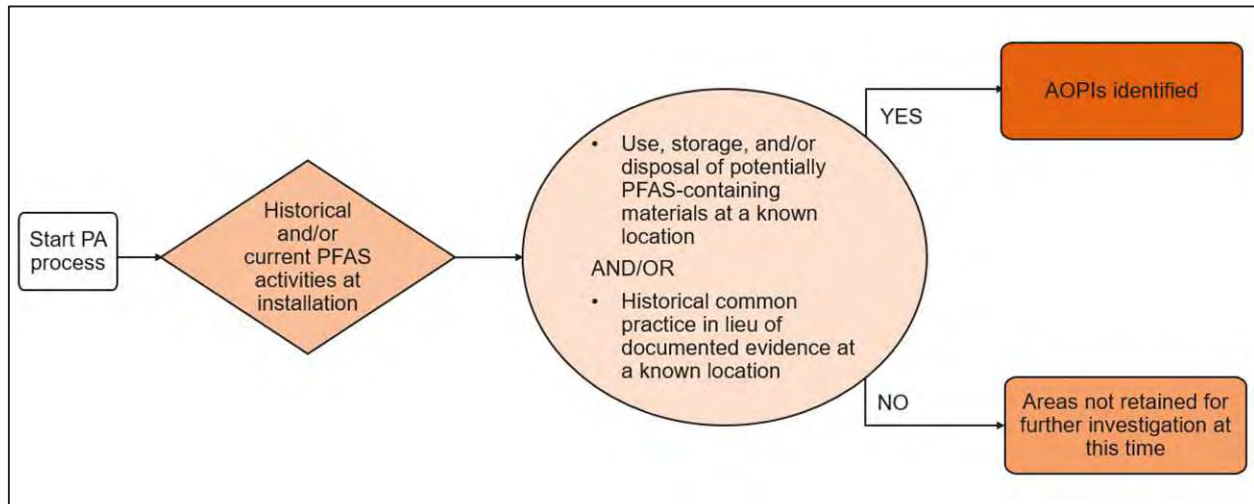 Start PA
process
Historical
and/or
current PFAS
activities at
installation
• Use, storage, and/or
disposal of potentially
PFAS-containing
materials at a known
location
AND/OR
• Historical common
practice in lieu of
documented evidence at
a known location
YES
AOPIs identified
NO
Areas not retained for
further investigation at
this time